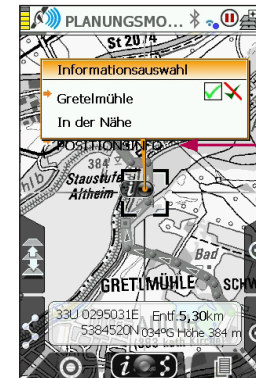 PLANUNGSMO...
St 2074
Informationsauswahl
Gretelmühle
In der Nähe
POSITIONSINFO
384
Staustufe
Altheim
Bad
GRETLMÜHLE
SCHW
33U 0295031E Entf.5,30km
5384520N 034°G Höhe 384 m